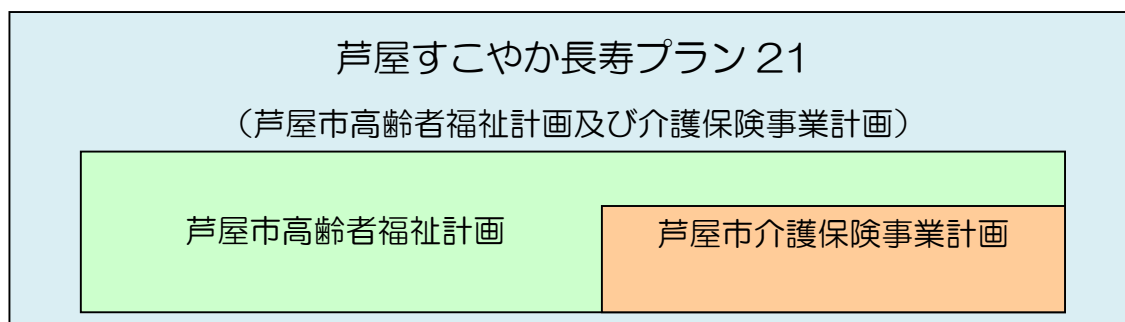 芦屋すこやか長寿プラン21
(芦屋市高齢者福祉計画及び介護保険事業計画)
芦屋市高齢者福祉計画
芦屋市介護保険事業計画